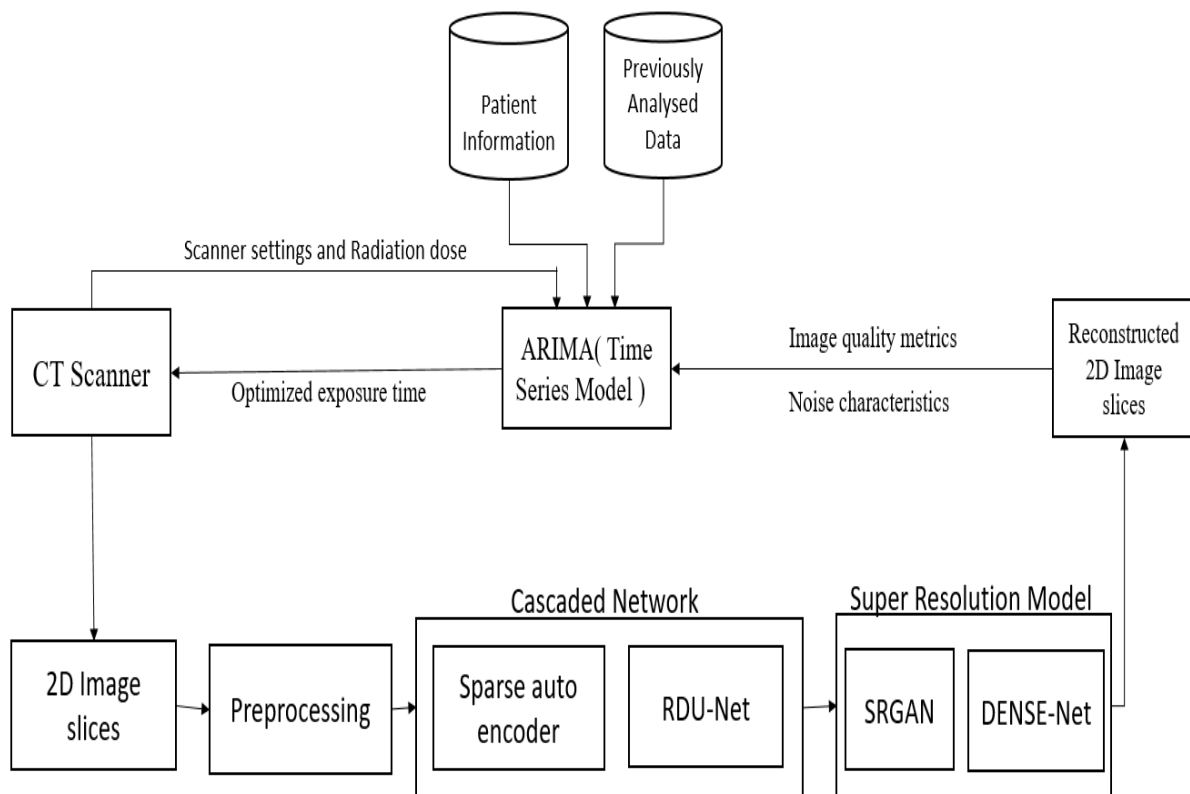 Patient
Information
Previously
Analysed
Data
Scanner settings and Radiation dose
CT Scanner
Optimized exposure time
ARIMA( Time
Series Model )
Image quality metrics
Noise characteristics
Reconstructed
2D Image
slices
2D Image
slices
Preprocessing
Cascaded Network
Sparse auto
encoder
RDU-Net
Super Resolution Model
SRGAN
DENSE-Net